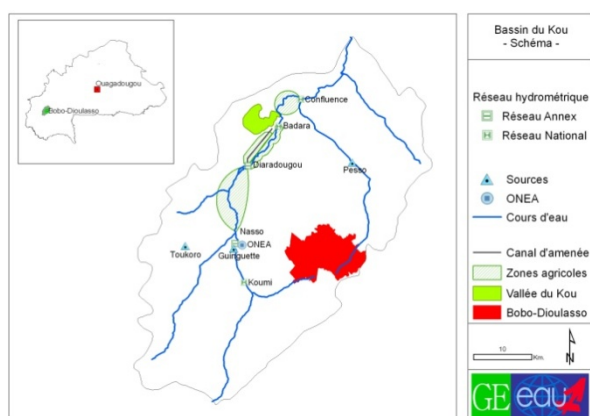 Bassin du Kou
- Schéma -
Ouagadougou
Bobo-Dioulasso
Confluence
Badara
Diaradougou
Pesso
Nasso
ONEA
Toukoro
Guinguette
Koumi
Réseau hydrométrique
Réseau Annex
Réseau National
Sources
ONEA
Cours d'eau
Canal d'amenée
Zones agricoles
Vallée du Kou
Bobo-Dioulasso
10
Km.
N
GE eau